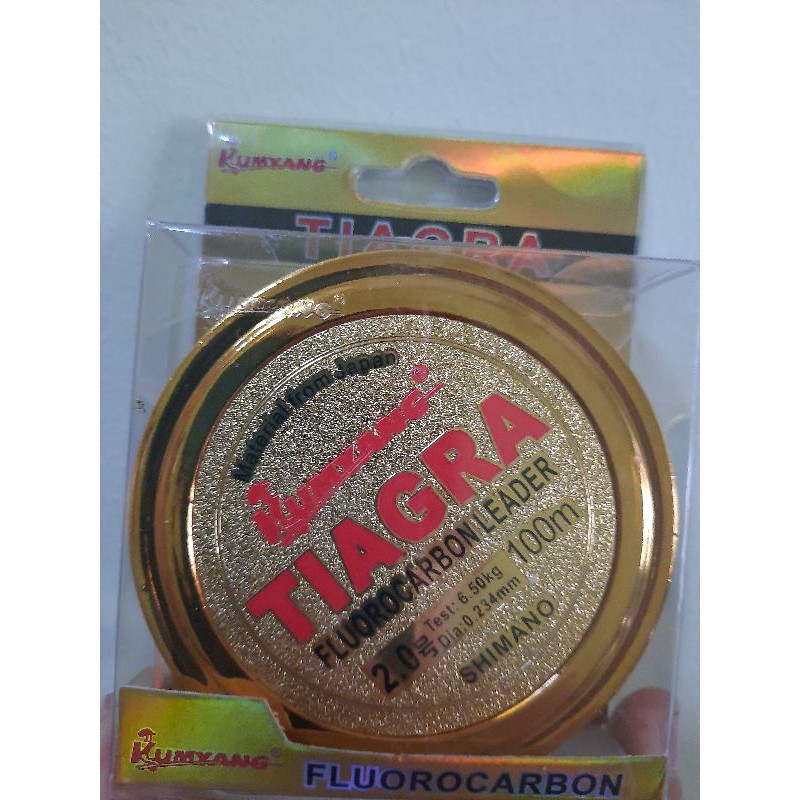 KUMYANG®
TIAGRA
KUMYANG®
Material from Japan
KUMYANG®
TIAGRA
FLUOROCARBON LEADER
100m
2.0号
Test: 6.50kg
Dia:0.234mm
SHIMANO
KUMYANG®
FLUOROCARBON